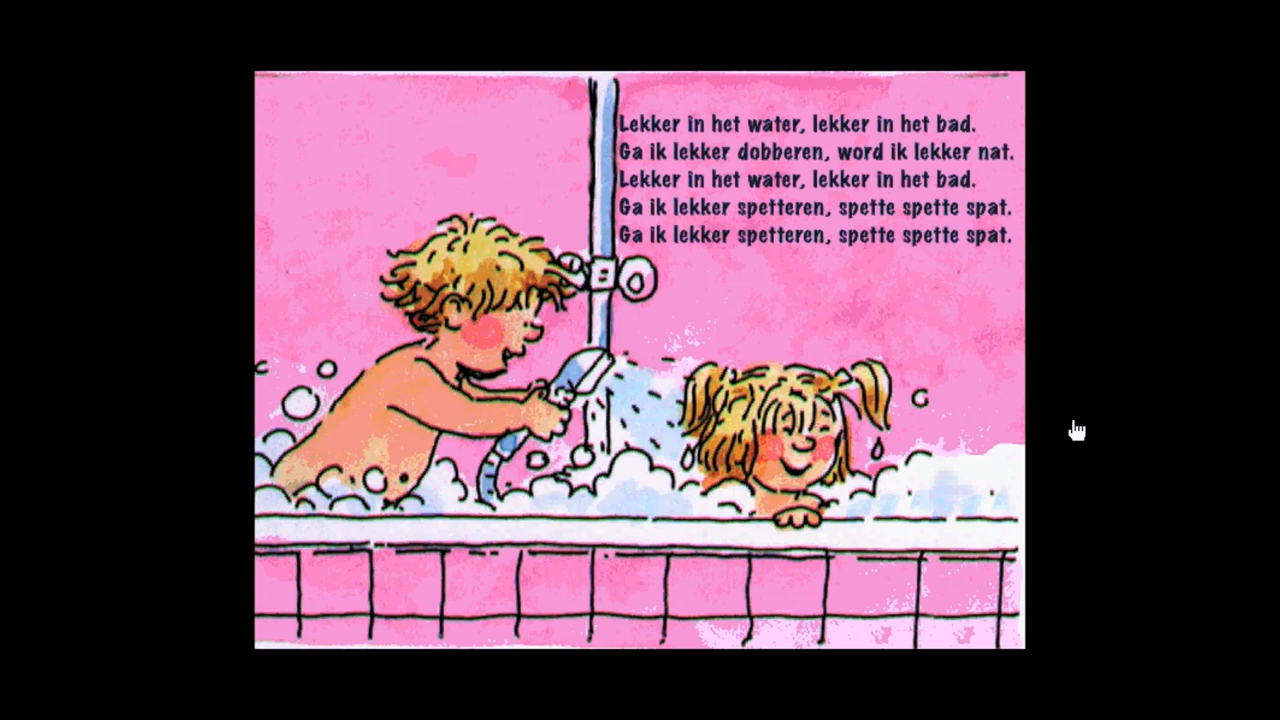 Lekker in het water, lekker in het bad.
Ga ik lekker dobberen, word ik lekker nat.
Lekker in het water, lekker in het bad.
Ga ik lekker spetteren, spette spette spat.
Ga ik lekker spetteren, spette spette spat.